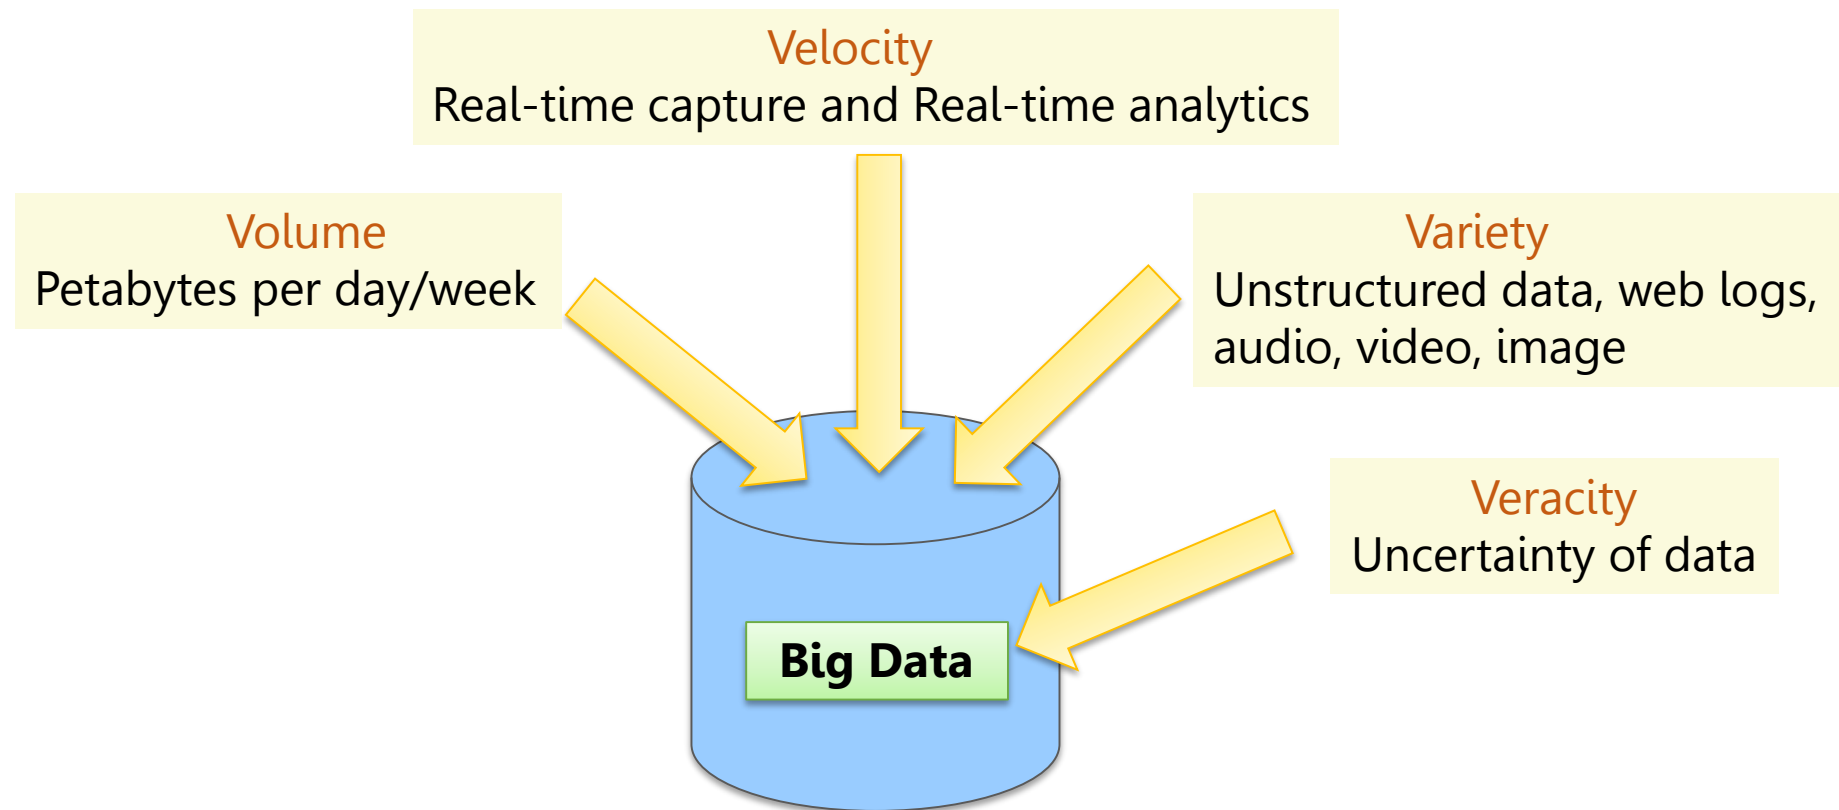 Velocity
Real-time capture and Real-time analytics
Volume
Petabytes per day/week
Variety
Unstructured data, web logs,
audio, video, image
Veracity
Uncertainty of data
Big Data